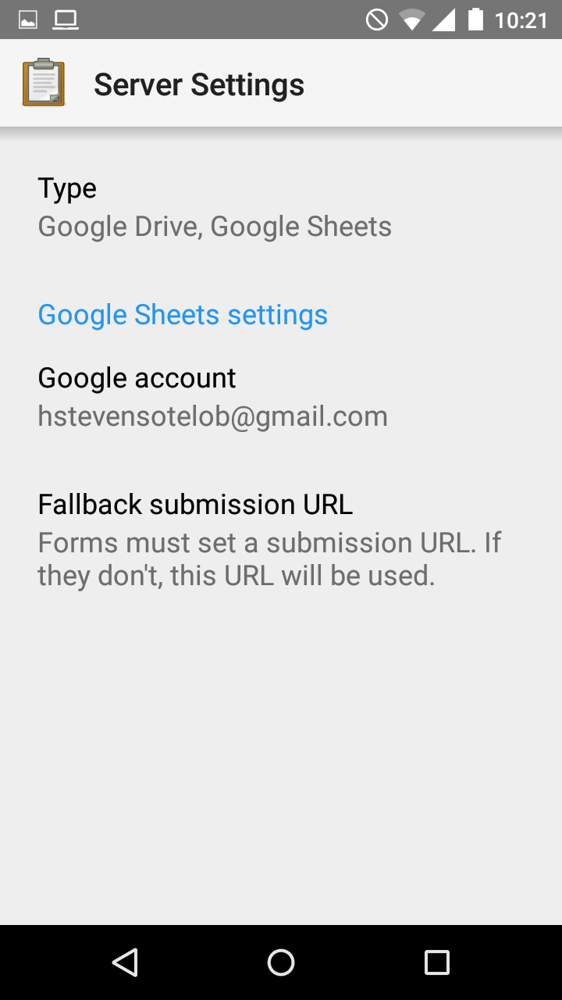 10:21
Server Settings
Type
Google Drive, Google Sheets
Google Sheets settings
Google account
hstevensotelob@gmail.com
Fallback submission URL
Forms must set a submission URL. If
they don't, this URL will be used.